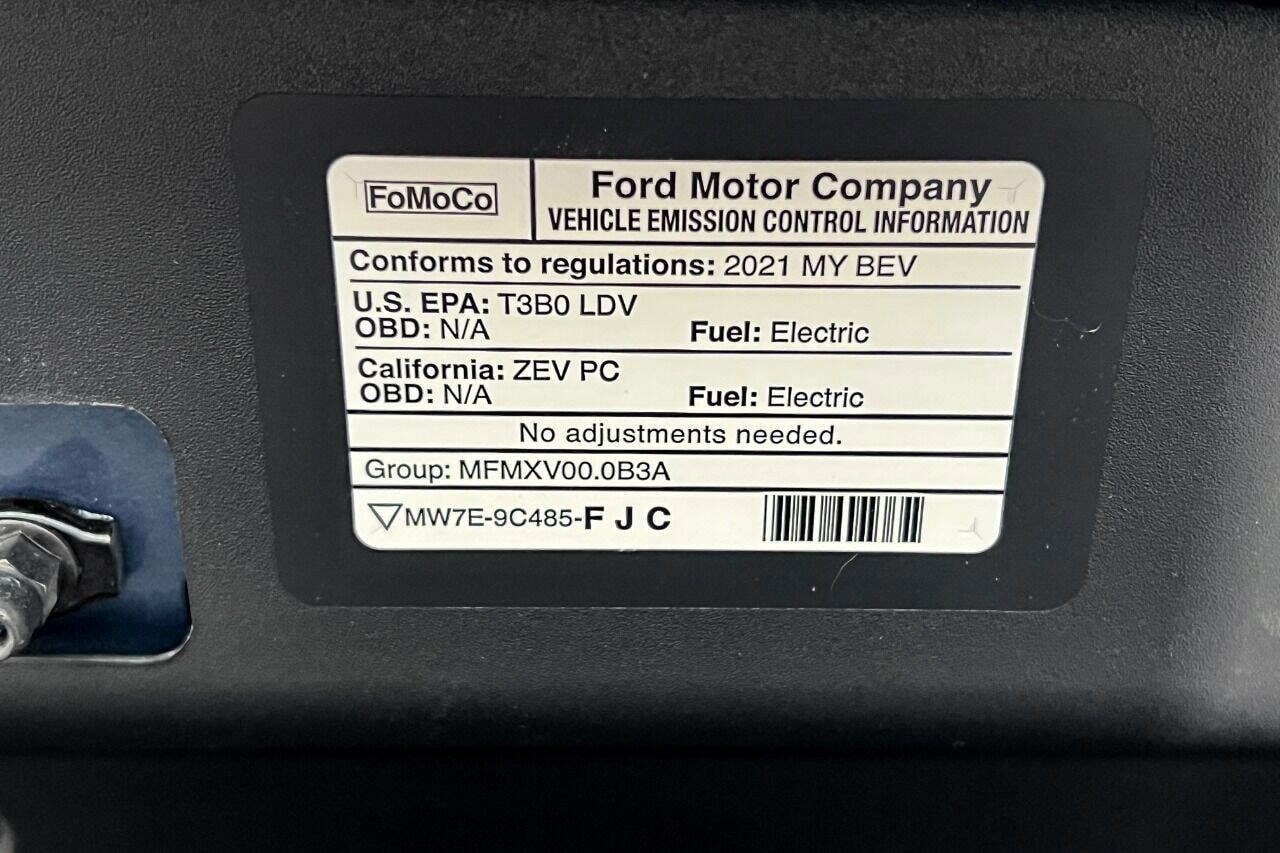 FoMoCo
Ford Motor Company
VEHICLE EMISSION CONTROL INFORMATION
Conforms to regulations: 2021 MY BEV
U.S. EPA: T3B0 LDV
OBD: N/A Fuel: Electric
California: ZEV PC
OBD: N/A Fuel: Electric
No adjustments needed.
Group: MFMXV00.0B3A
MW7E-9C485-F J C